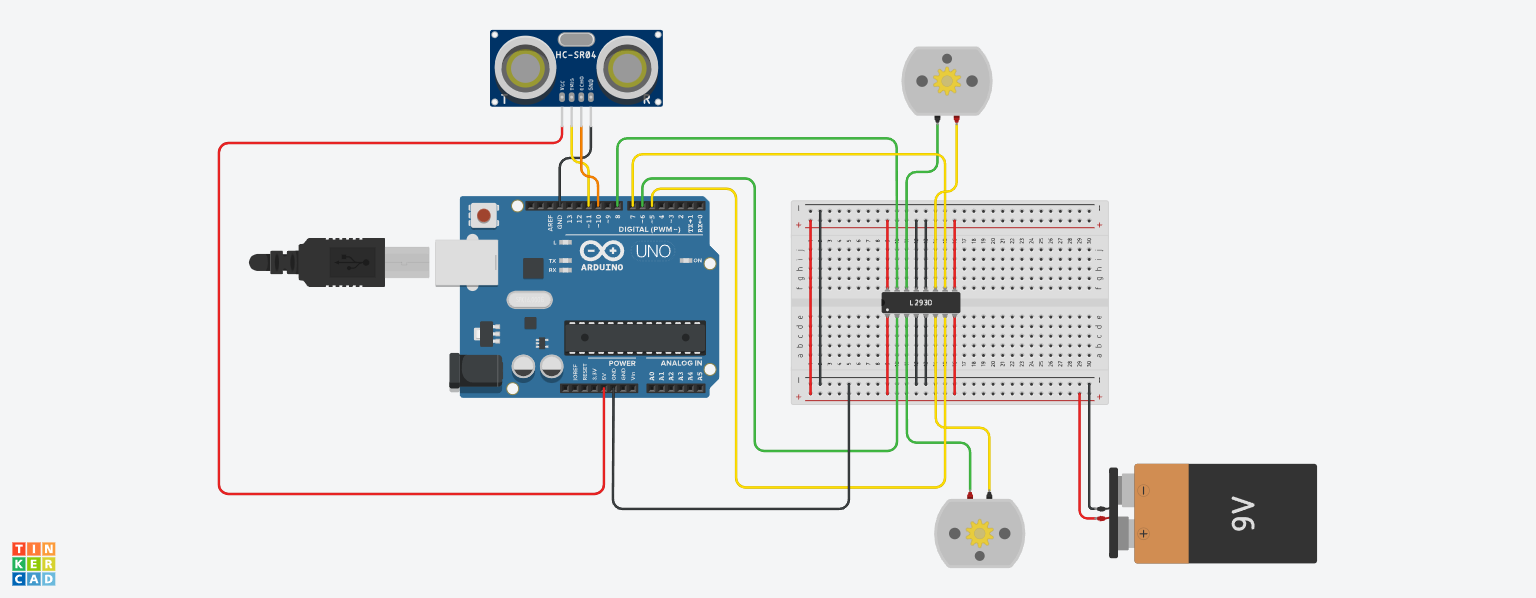 HC-SR04
VCC
TRIG
ECHO
GND
T
R
AREF
GND
13
12
~11
~10
~9
8
7
~6
~5
4
~3
2
TX→1
RX←0
DIGITAL (PWM~)
L
TX
RX
ARDUINO
UNO
ON
POWER
ANALOG IN
IOREF
RESET
3.3V
5V
GND
GND
Vin
A0
A1
A2
A3
A4
A5
L293D
j
i
h
g
f
e
d
c
b
a
9V
TIN
KER
CAD